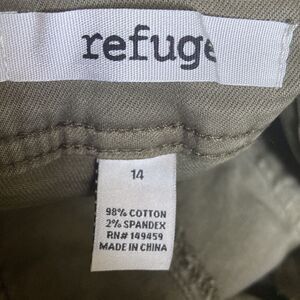 refuge
14
98% COTTON
2% SPANDEX
RN# 149459
MADE IN CHINA